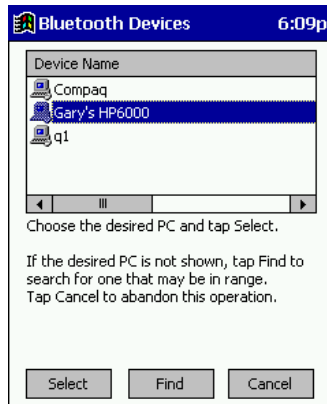 Bluetooth Devices 6:09p
Device Name
Compaq
Gary's HP6000
q1
Choose the desired PC and tap Select.
If the desired PC is not shown, tap Find to
search for one that may be in range.
Tap Cancel to abandon this operation.
Select Find Cancel